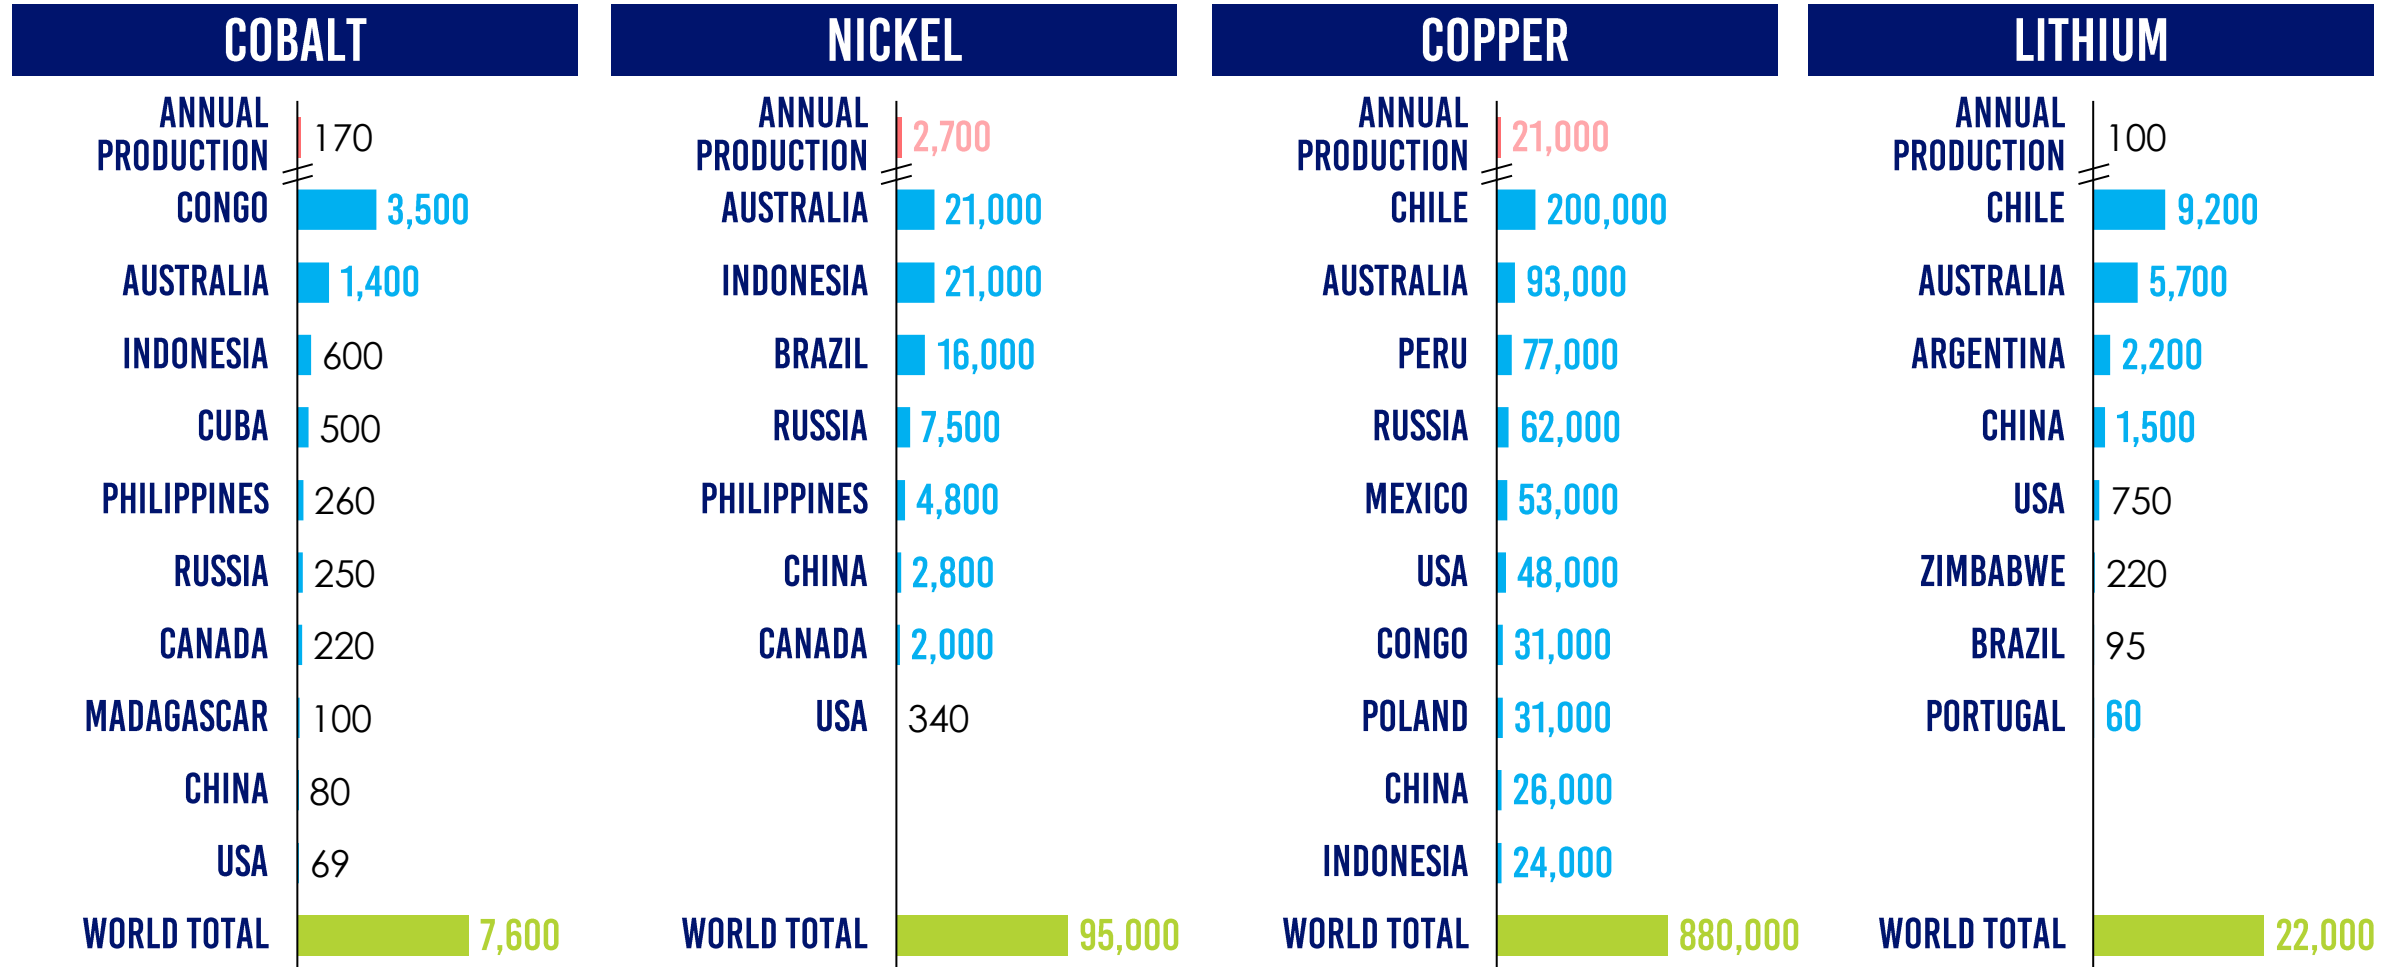 COBALT
ANNUAL
PRODUCTION
170
CONGO 3,500
AUSTRALIA 1,400
INDONESIA 600
CUBA 500
PHILIPPINES 260
RUSSIA 250
CANADA 220
MADAGASCAR 100
CHINA 80
USA 69
WORLD TOTAL 7,600
NICKEL
ANNUAL
PRODUCTION
2,700
AUSTRALIA 21,000
INDONESIA 21,000
BRAZIL 16,000
RUSSIA 7,500
PHILIPPINES 4,800
CHINA 2,800
CANADA 2,000
USA 340
WORLD TOTAL 95,000
COPPER
ANNUAL
PRODUCTION
21,000
CHILE 200,000
AUSTRALIA 93,000
PERU 77,000
RUSSIA 62,000
MEXICO 53,000
USA 48,000
CONGO 31,000
POLAND 31,000
CHINA 26,000
INDONESIA 24,000
WORLD TOTAL 880,000
LITHIUM
ANNUAL
PRODUCTION
100
CHILE 9,200
AUSTRALIA 5,700
ARGENTINA 2,200
CHINA 1,500
USA 750
ZIMBABWE 220
BRAZIL 95
PORTUGAL 60
WORLD TOTAL 22,000